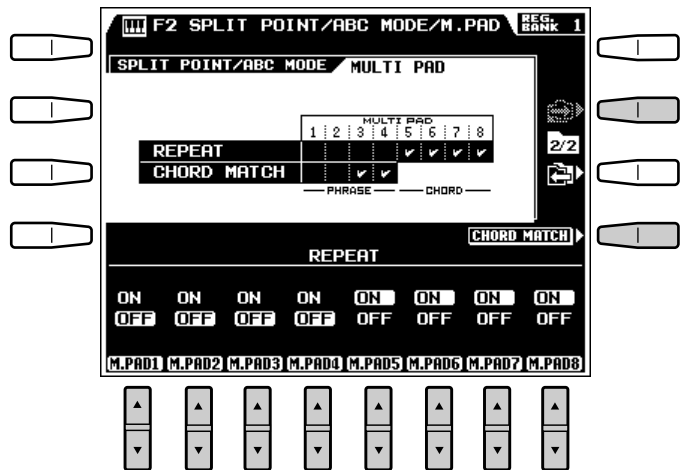 F2 SPLIT POINT/ABC MODE/M.PAD REG. BANK 1
SPLIT POINT/ABC MODE MULTI PAD
MULTI PAD
1 2 3 4 5 6 7 8
REPEAT
2/2
CHORD MATCH
PHRASE CHORD
CHORD MATCH
REPEAT
ON ON ON ON ON ON ON ON
OFF OFF OFF OFF OFF OFF OFF OFF
M.PAD1 M.PAD2 M.PAD3 M.PAD4 M.PAD5 M.PAD6 M.PAD7 M.PAD8